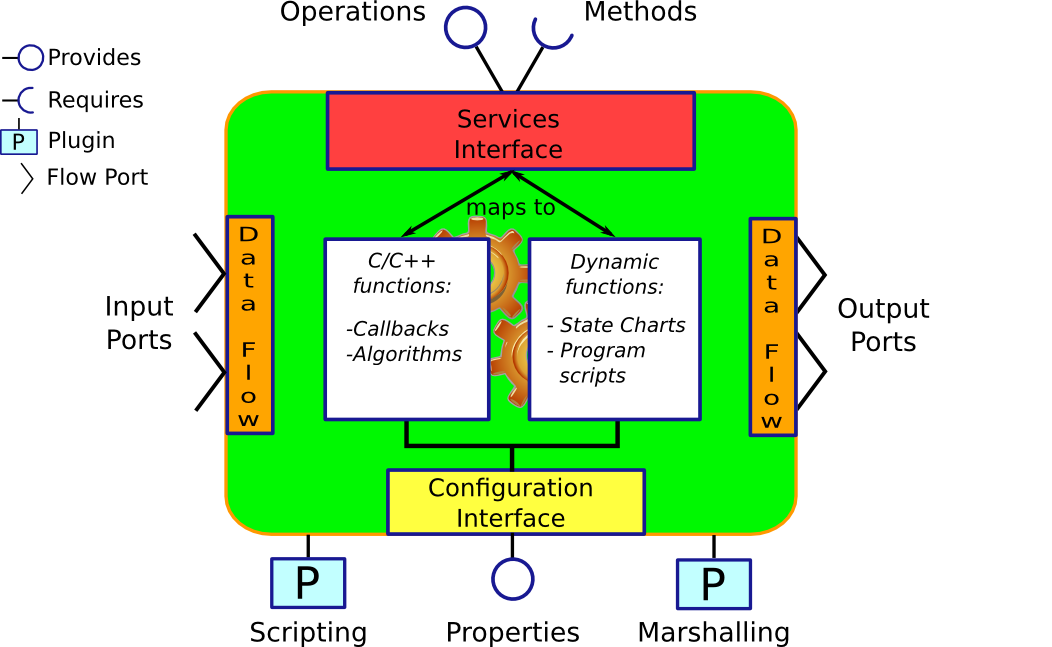 Operations
Methods
Provides
Requires
P
Plugin
Flow Port
Services
Interface
maps to
Data Flow
Input
Ports
C/C++
functions:
-Callbacks
-Algorithms
Dynamic
functions:
- State Charts
- Program
scripts
Data Flow
Output
Ports
Configuration
Interface
P
P
Scripting
Properties
Marshalling